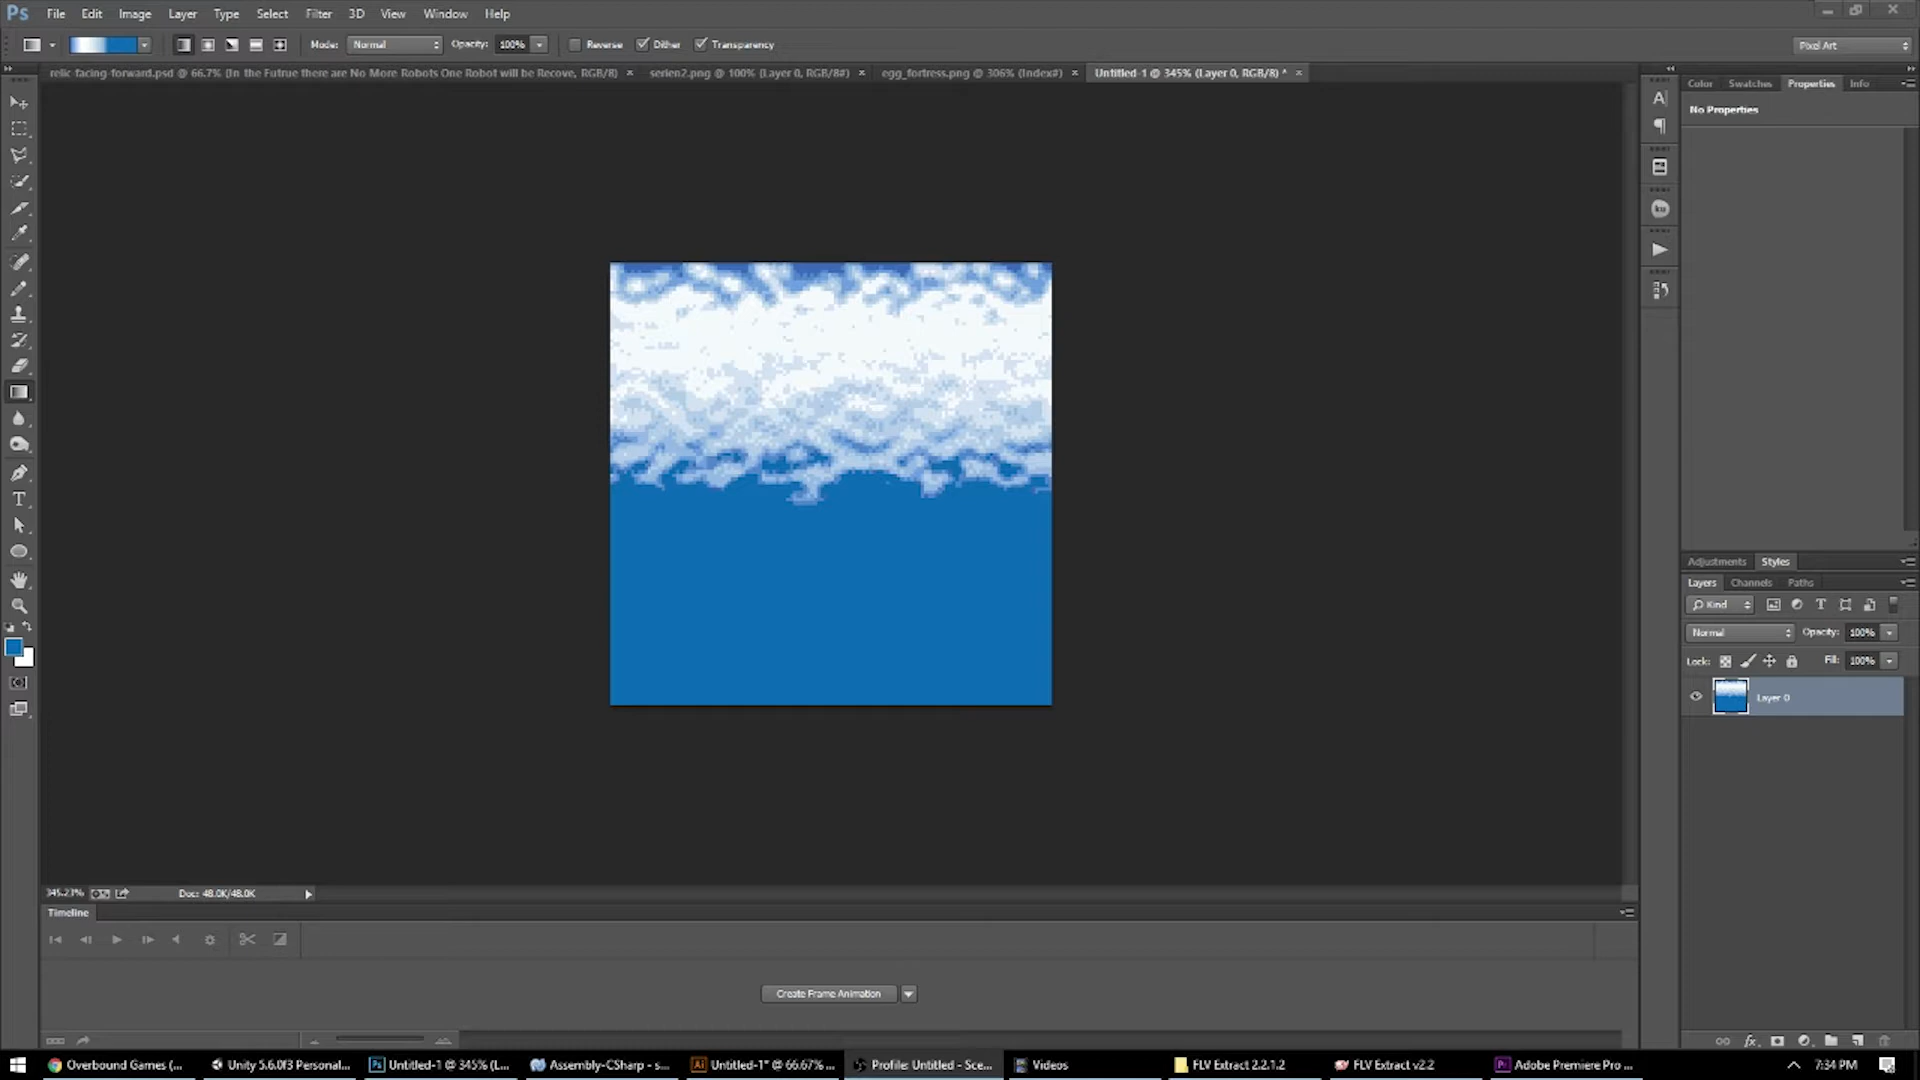 Ps File Edit Image Layer Type Select Filter 3D View Window Help
Mode: Normal Opacity: 100% Reverse Dither Transparency Pixel Art
relic-facing-forward.psd @ 66.7% (In the Futrue there are No More Robots One Robot will be Recove, RGB/8) × serien2.png @ 100% (Layer 0, RGB/8#) × egg_fortress.png @ 306% (Index#) × Untitled-1 @ 345% (Layer 0, RGB/8) * ×
Color Swatches Properties Info
No Properties
Adjustments Styles
Layers Channels Paths
Kind
Normal Opacity: 100%
Lock: Fill: 100%
Layer 0
345.23% Doc: 48.0K/48.0K
Timeline
Create Frame Animation
Overbound Games (... Unity 5.6.0f3 Personal... Untitled-1 @ 345% (L... Assembly-CSharp - s... Untitled-1* @ 66.67% ... Profile: Untitled - Sce... Videos FLV Extract 2.2.1.2 FLV Extract v2.2 Adobe Premiere Pro ... 7:34 PM